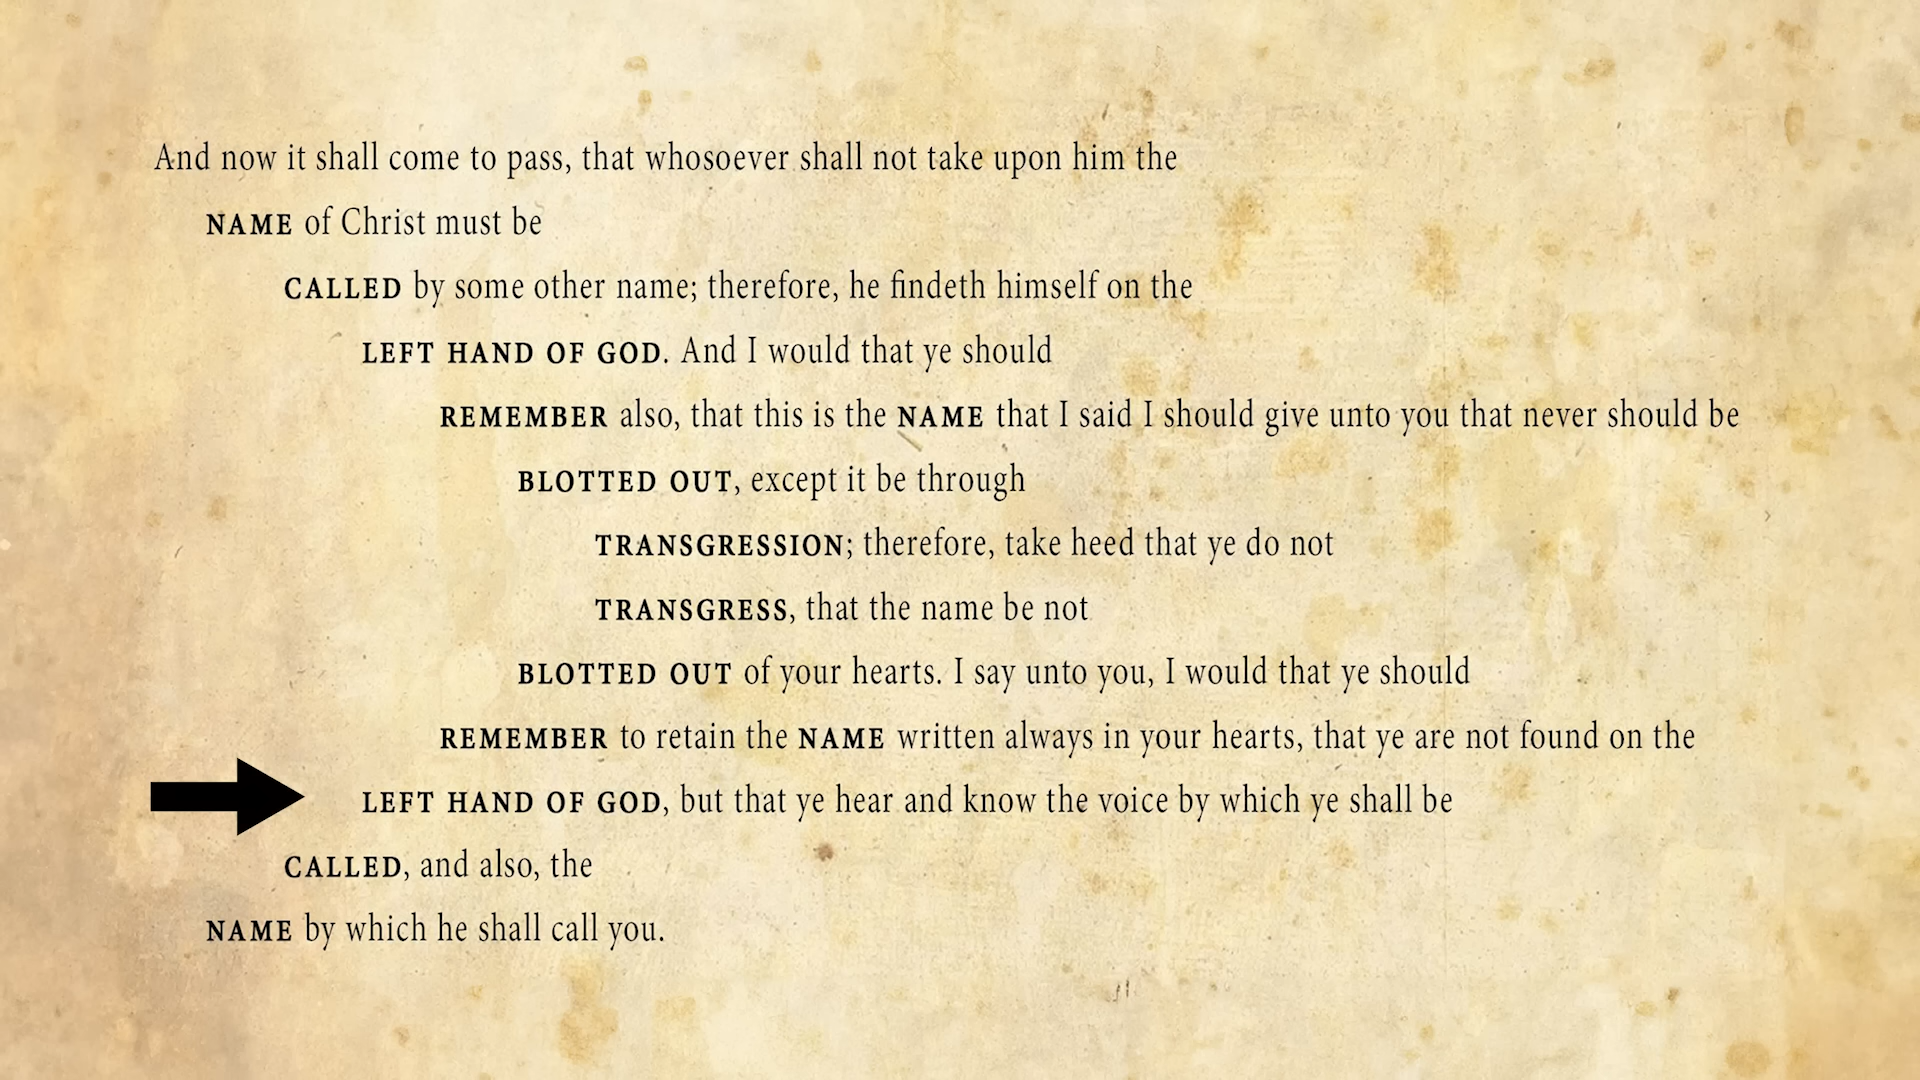 And now it shall come to pass, that whosoever shall not take upon him the
NAME of Christ must be
CALLED by some other name; therefore, he findeth himself on the
LEFT HAND OF GOD. And I would that ye should
REMEMBER also, that this is the NAME that I said I should give unto you that never should be
BLOTTED OUT, except it be through
TRANSGRESSION; therefore, take heed that ye do not
TRANSGRESS, that the name be not
BLOTTED OUT of your hearts. I say unto you, I would that ye should
REMEMBER to retain the NAME written always in your hearts, that ye are not found on the
LEFT HAND OF GOD, but that ye hear and know the voice by which ye shall be
CALLED, and also, the
NAME by which he shall call you.